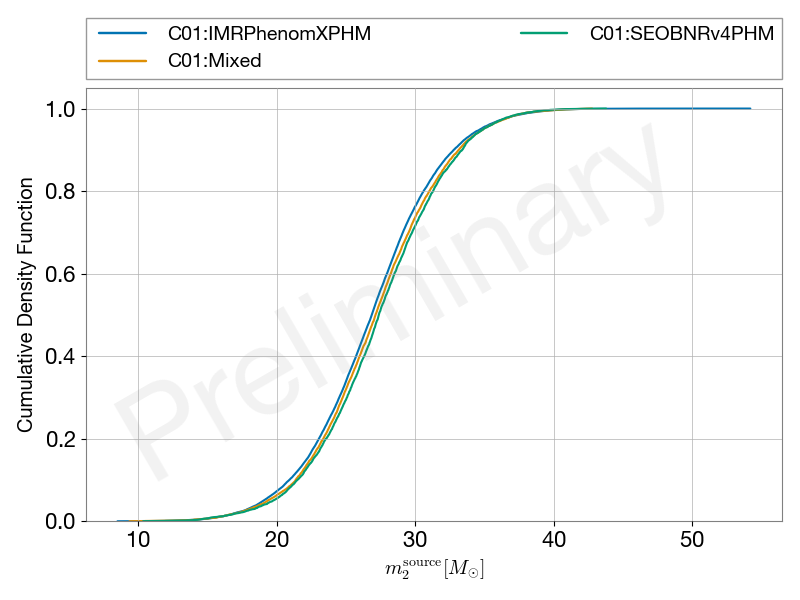 C01:IMRPhenomXPHM C01:SEOBNRv4PHM
C01:Mixed
Cumulative Density Function
1.0
0.8
0.6
0.4
0.2
0.0
Preliminary
10 20 30 40 50
m₂ˢᵒᵘʳᶜᵉ[M⊙]